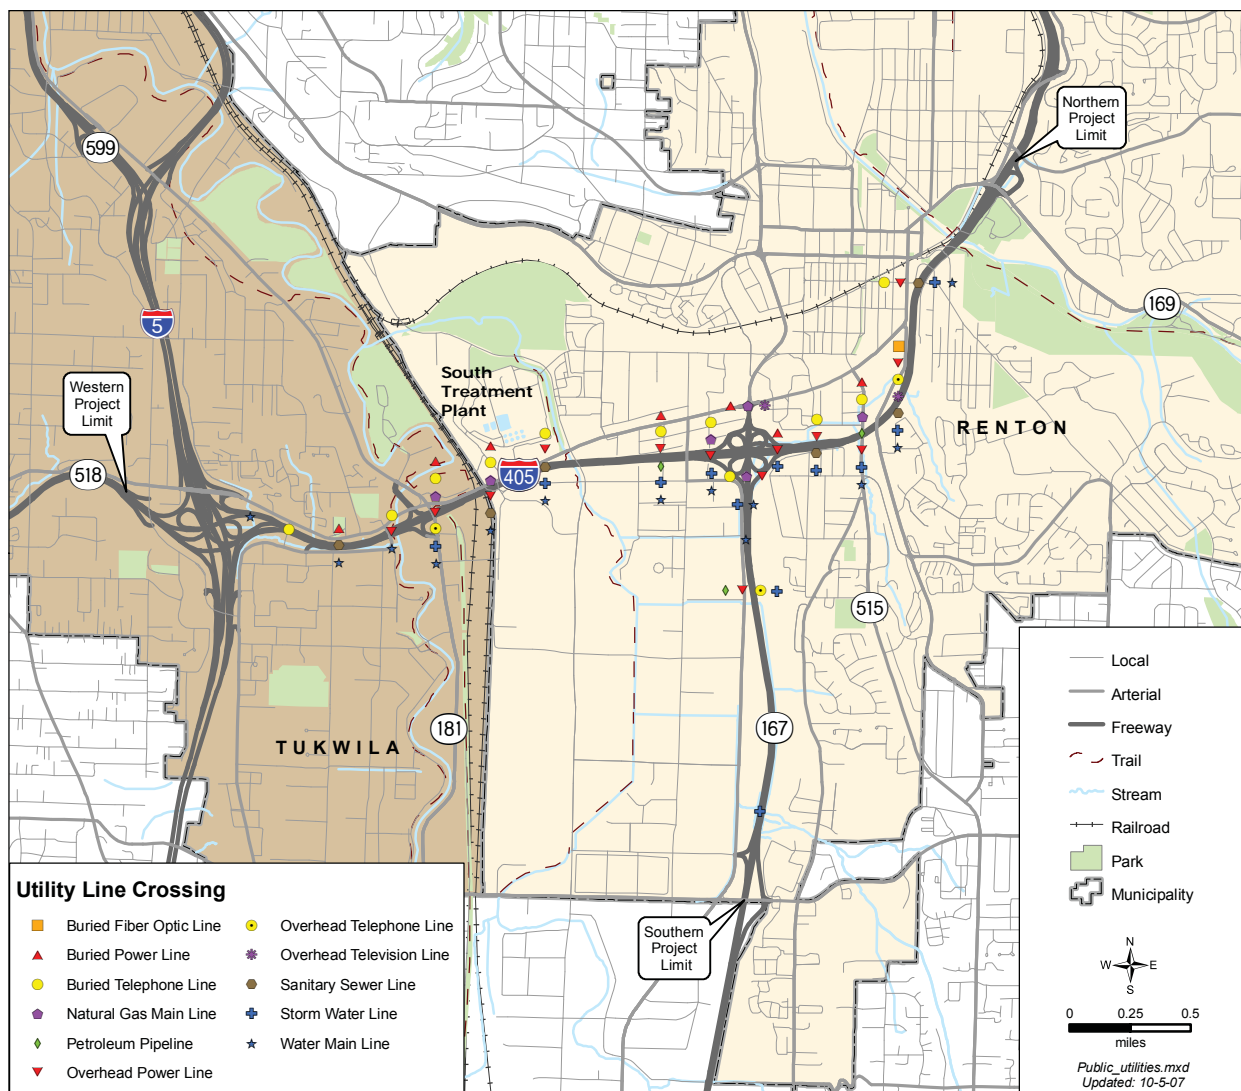 Northern
Project
Limit
599
169
5
Western
Project
Limit
South
Treatment
Plant
RENTON
518
405
515
181
167
TUKWILA
Southern
Project
Limit
Utility Line Crossing
Buried Fiber Optic Line
Buried Power Line
Buried Telephone Line
Natural Gas Main Line
Petroleum Pipeline
Overhead Power Line
Overhead Telephone Line
Overhead Television Line
Sanitary Sewer Line
Storm Water Line
Water Main Line
Local
Arterial
Freeway
Trail
Stream
Railroad
Park
Municipality
N
W E
S
0 0.25 0.5
miles
Public_utilities.mxd
Updated: 10-5-07